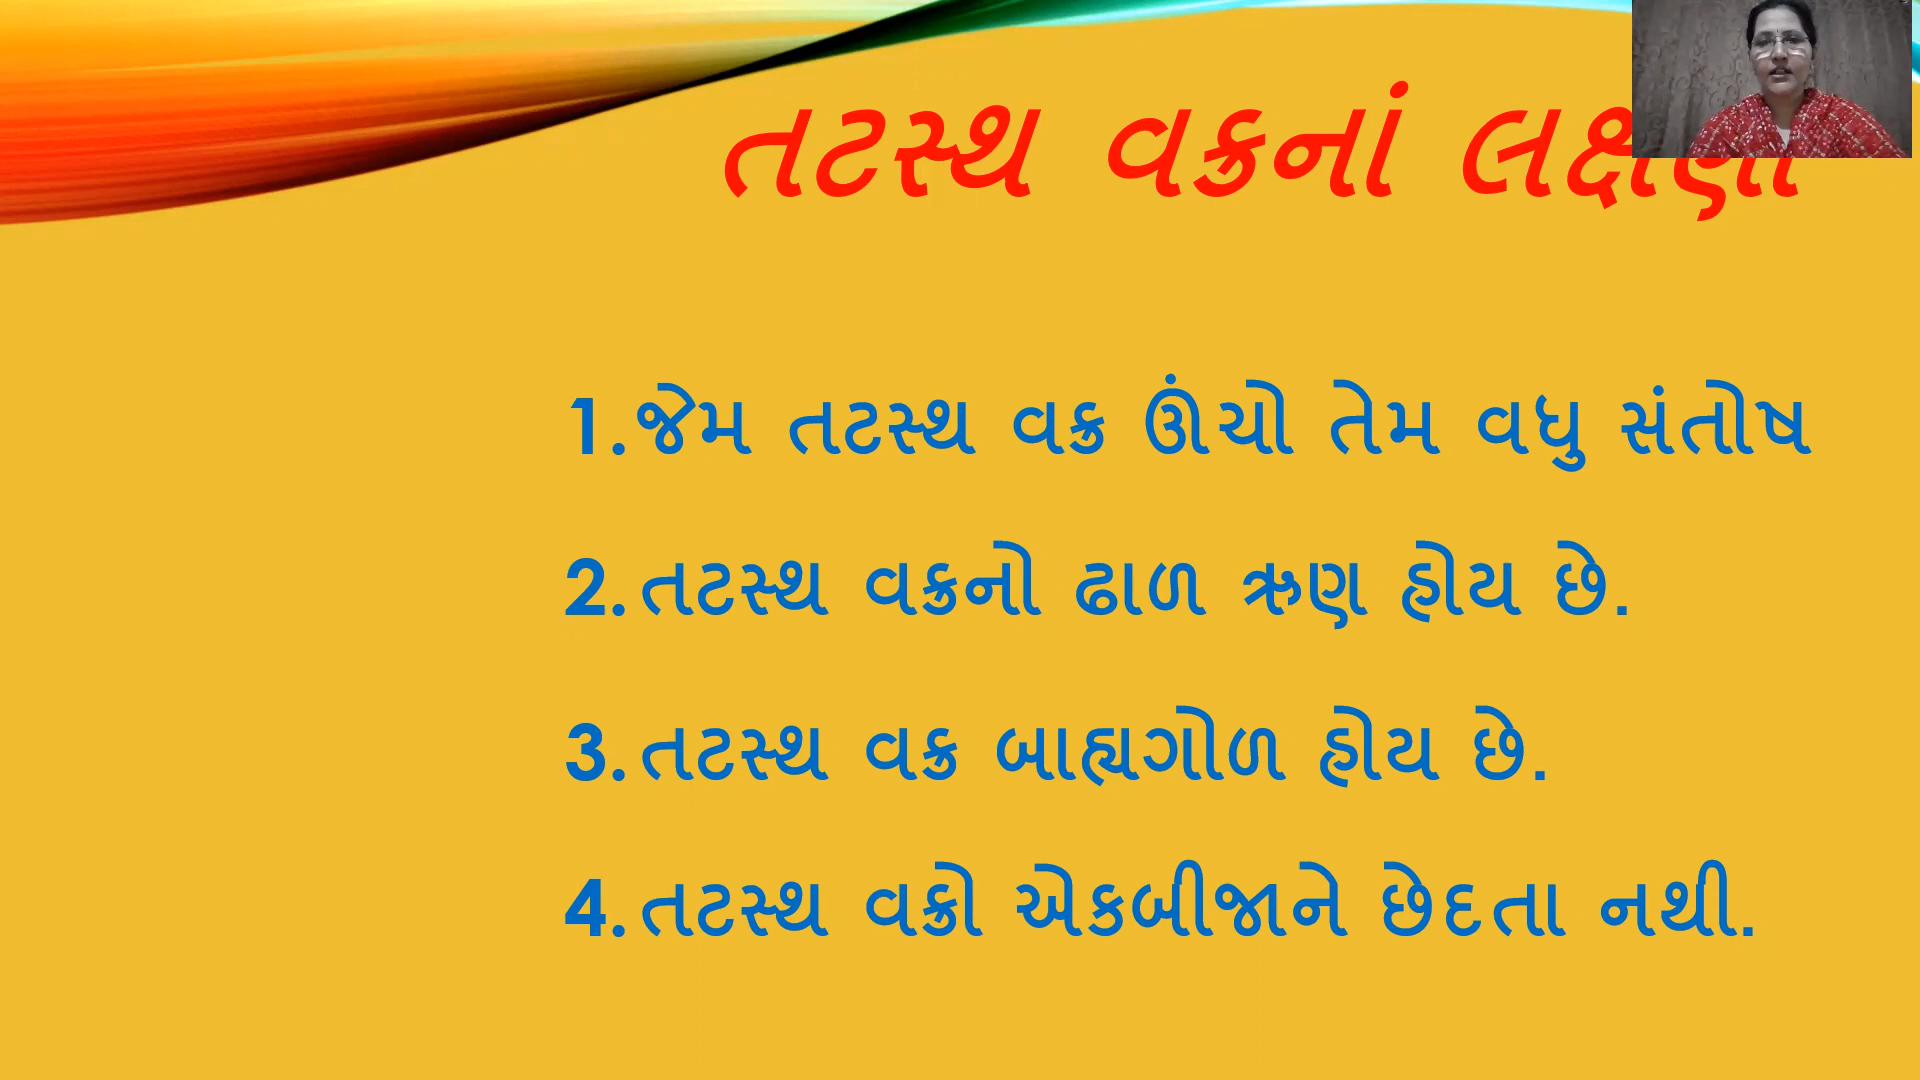 તટસ્થ વક્રનાં
1.જેમ તટસ્થ વક્ર ઊંચો તેમ વધુ સંતોષ
2.તટસ્થ વક્રનો ઢાળ ઋણ હોય છે.
3.તટસ્થ વક્ર બાહ્યગોળ હોય છે.
4.તટસ્થ વક્રો એકબીજાને છેદતા નથી.